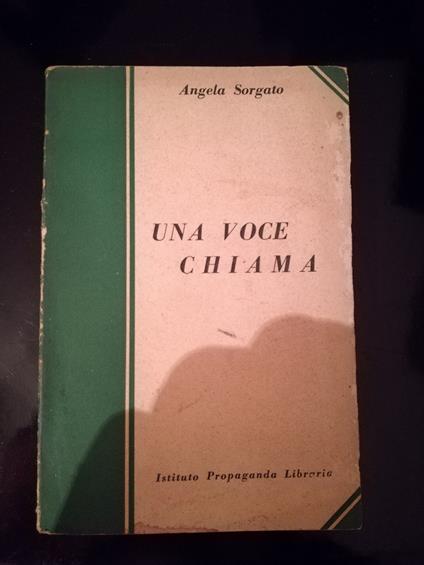 Angela Sorgato
UNA VOCE
CHIAMA
Istituto Propaganda Libraria